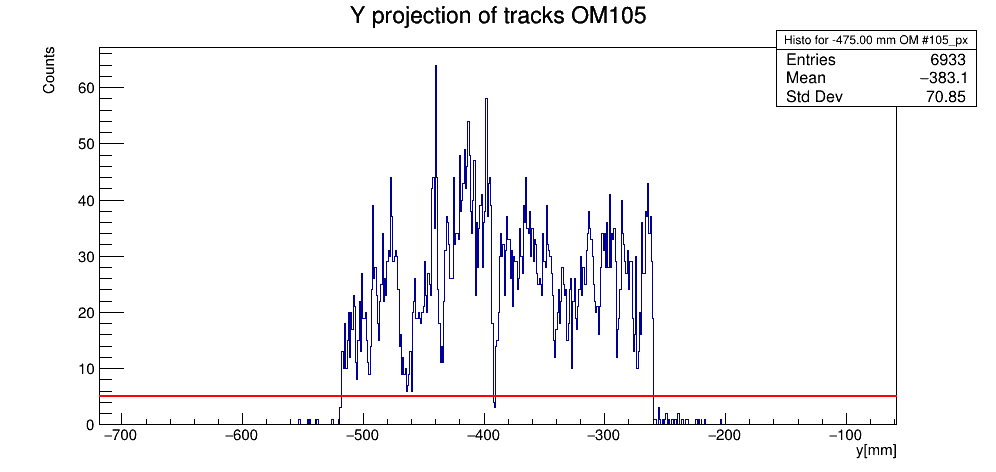 Y projection of tracks OM105
Histo for -475.00 mm OM #105_px
Entries 6933
Mean −383.1
Std Dev 70.85
Counts
60
50
40
30
20
10
0
−700 −600 −500 −400 −300 −200 −100
y[mm]